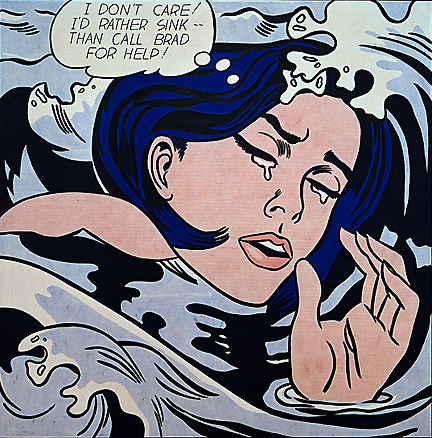 I DON'T CARE!
I'D RATHER SINK --
THAN CALL BRAD
FOR HELP!